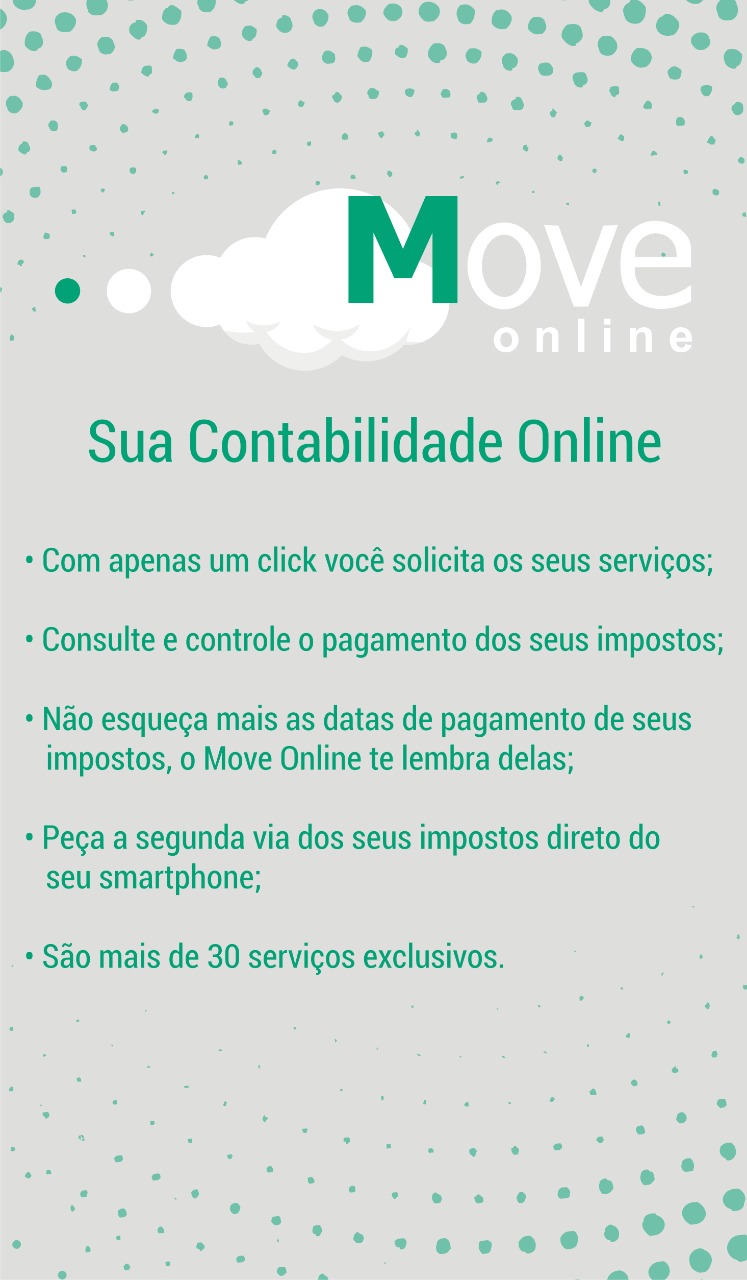 Move
online
Sua Contabilidade Online
• Com apenas um click você solicita os seus serviços;
• Consulte e controle o pagamento dos seus impostos;
• Não esqueça mais as datas de pagamento de seus
impostos, o Move Online te lembra delas;
• Peça a segunda via dos seus impostos direto do
seu smartphone;
• São mais de 30 serviços exclusivos.